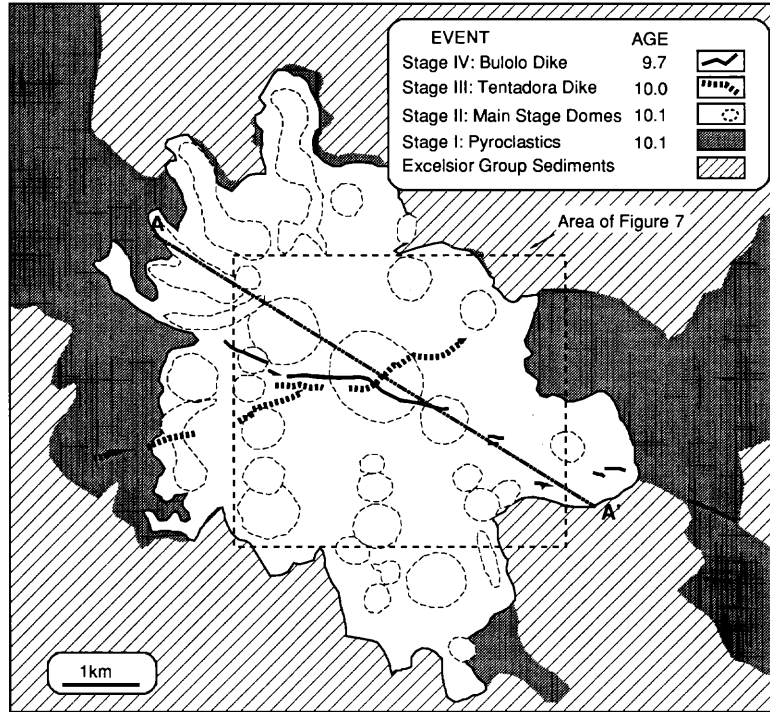 EVENT AGE
Stage IV: Bulolo Dike 9.7
Stage III: Tentadora Dike 10.0
Stage II: Main Stage Domes 10.1
Stage I: Pyroclastics 10.1
Excelsior Group Sediments
Area of Figure 7
A
A'
1km